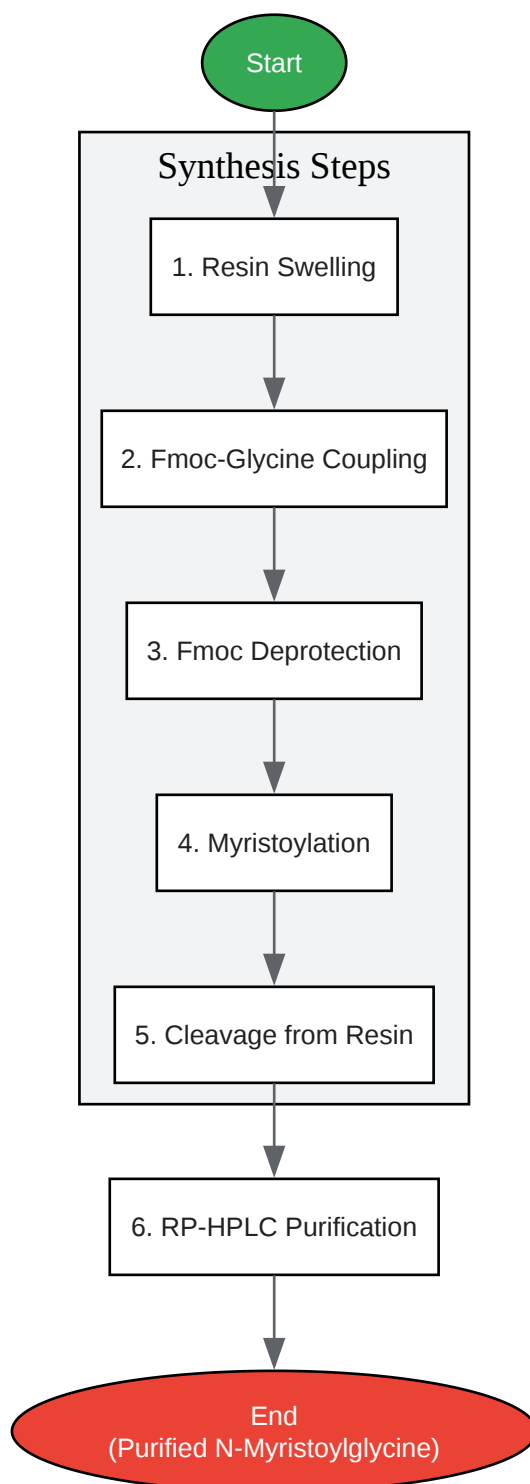 Start
Synthesis Steps
1. Resin Swelling
2. Fmoc-Glycine Coupling
3. Fmoc Deprotection
4. Myristoylation
5. Cleavage from Resin
6. RP-HPLC Purification
End
(Purified N-Myristoylglycine)